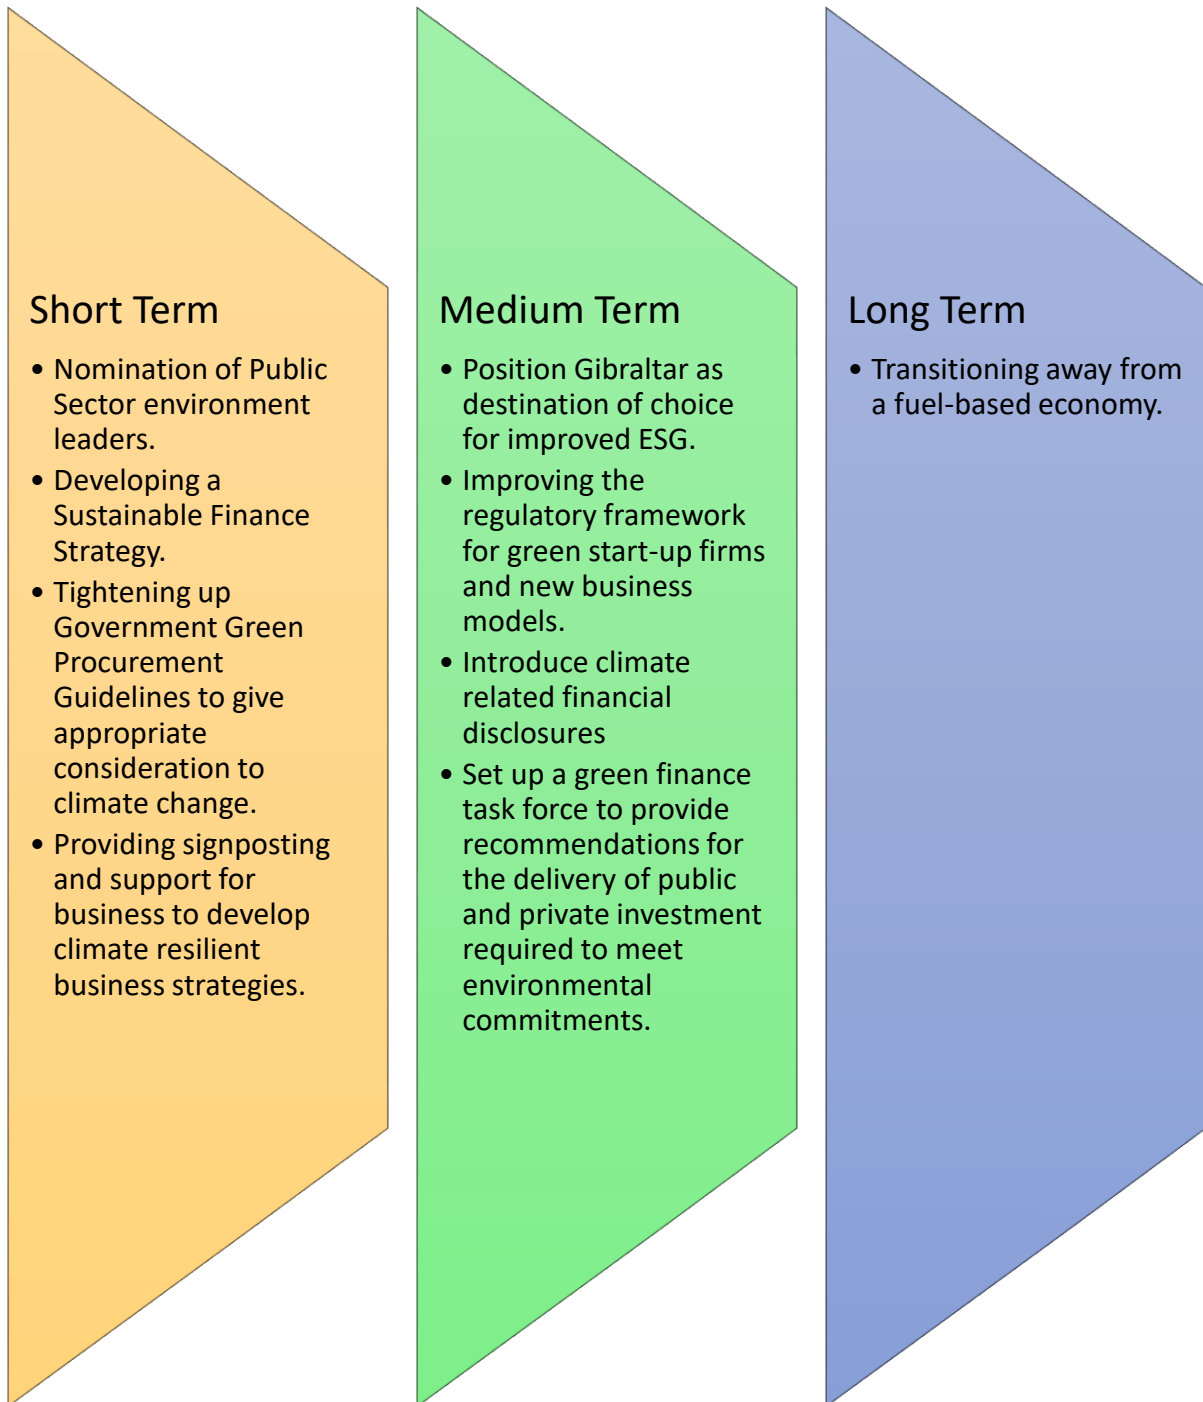 Short Term
• Nomination of Public
Sector environment
leaders.
• Developing a
Sustainable Finance
Strategy.
• Tightening up
Government Green
Procurement
Guidelines to give
appropriate
consideration to
climate change.
• Providing signposting
and support for
business to develop
climate resilient
business strategies.
Medium Term
• Position Gibraltar as
destination of choice
for improved ESG.
• Improving the
regulatory framework
for green start-up firms
and new business
models.
• Introduce climate
related financial
disclosures
• Set up a green finance
task force to provide
recommendations for
the delivery of public
and private investment
required to meet
environmental
commitments.
Long Term
• Transitioning away from
a fuel-based economy.